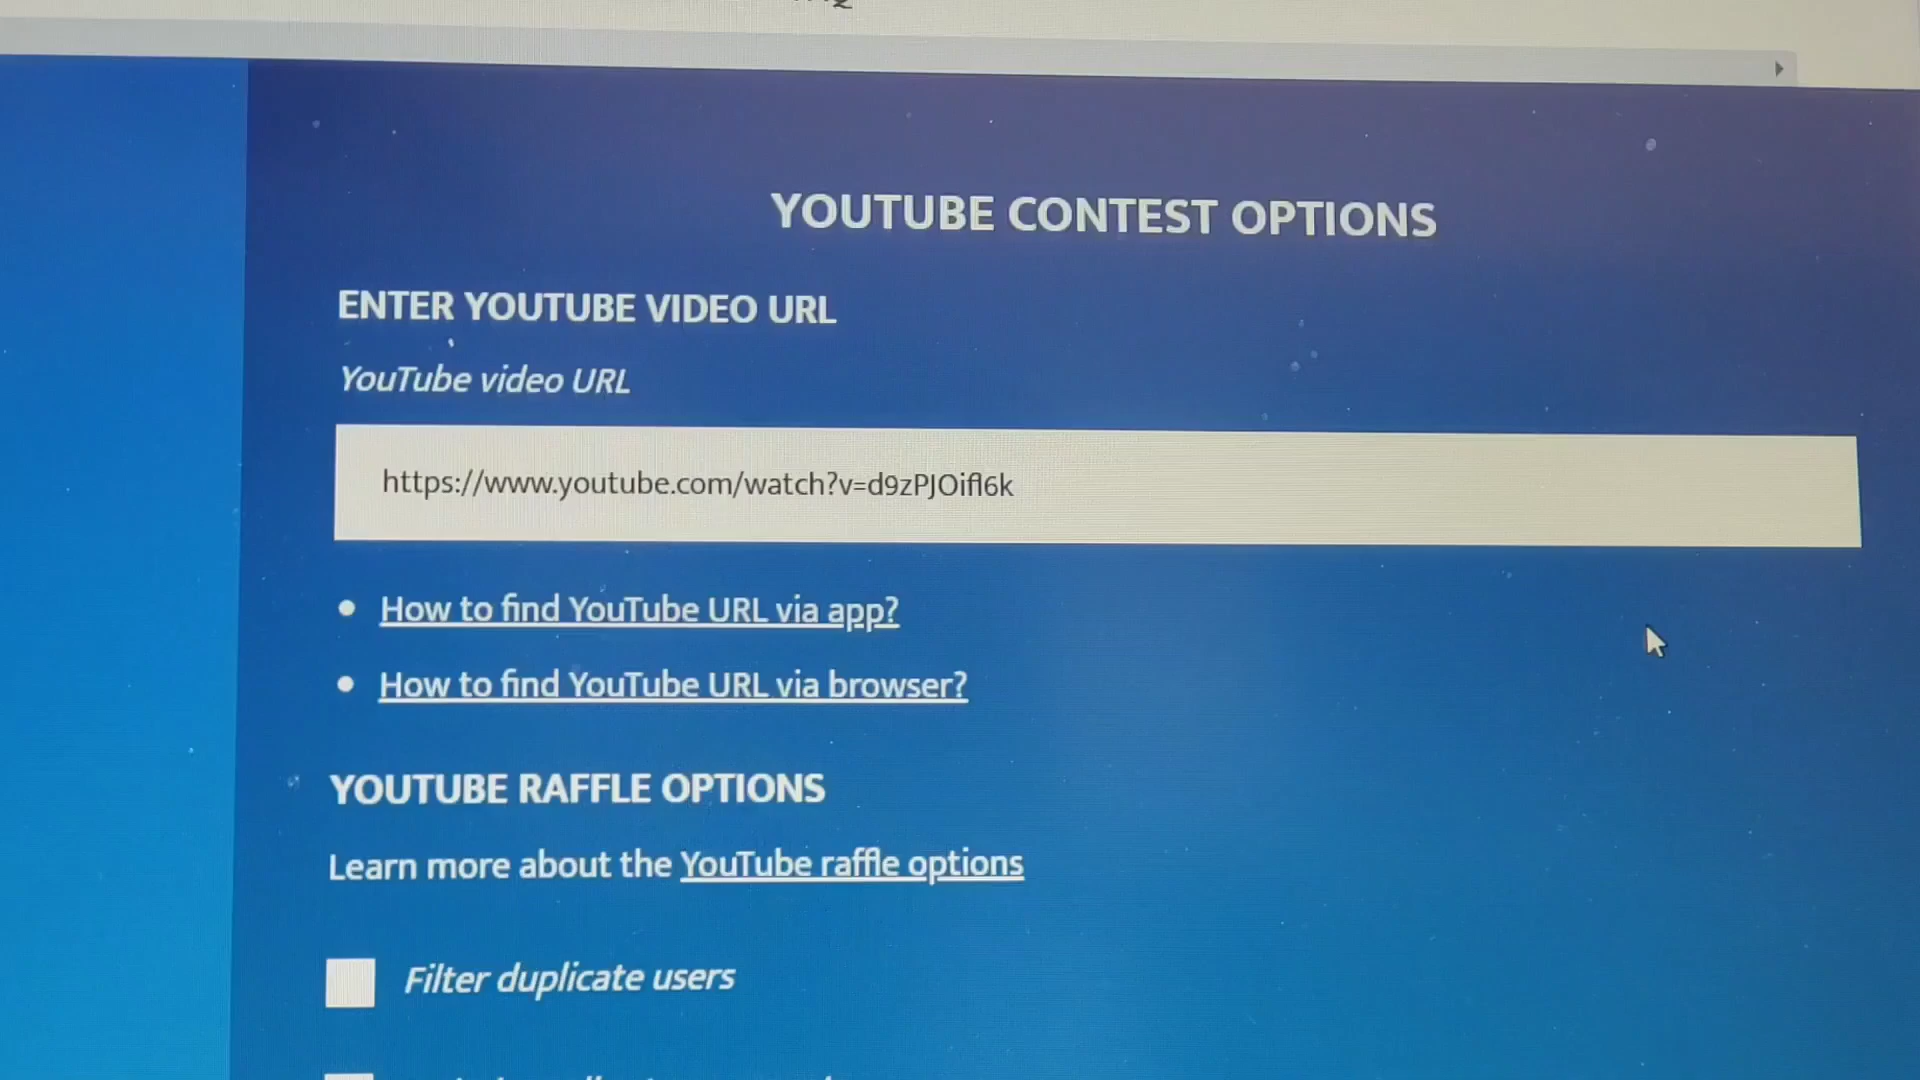 YOUTUBE CONTEST OPTIONS
ENTER YOUTUBE VIDEO URL
YouTube video URL
https://www.youtube.com/watch?v=d9zPJOifl6k
How to find YouTube URL via app?
How to find YouTube URL via browser?
YOUTUBE RAFFLE OPTIONS
Learn more about the YouTube raffle options
Filter duplicate users